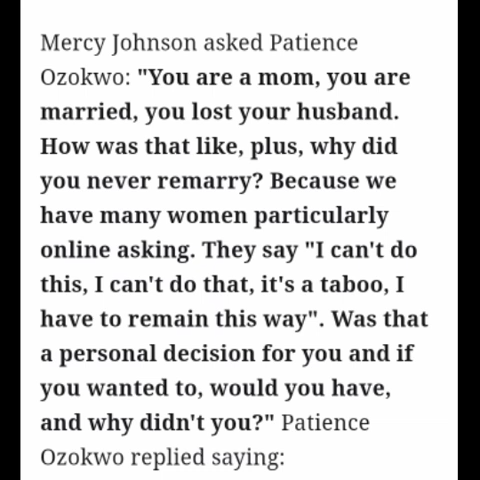 Mercy Johnson asked Patience
Ozokwo: "You are a mom, you are
married, you lost your husband.
How was that like, plus, why did
you never remarry? Because we
have many women particularly
online asking. They say "I can't do
this, I can't do that, it's a taboo, I
have to remain this way". Was that
a personal decision for you and if
you wanted to, would you have,
and why didn't you?" Patience
Ozokwo replied saying: